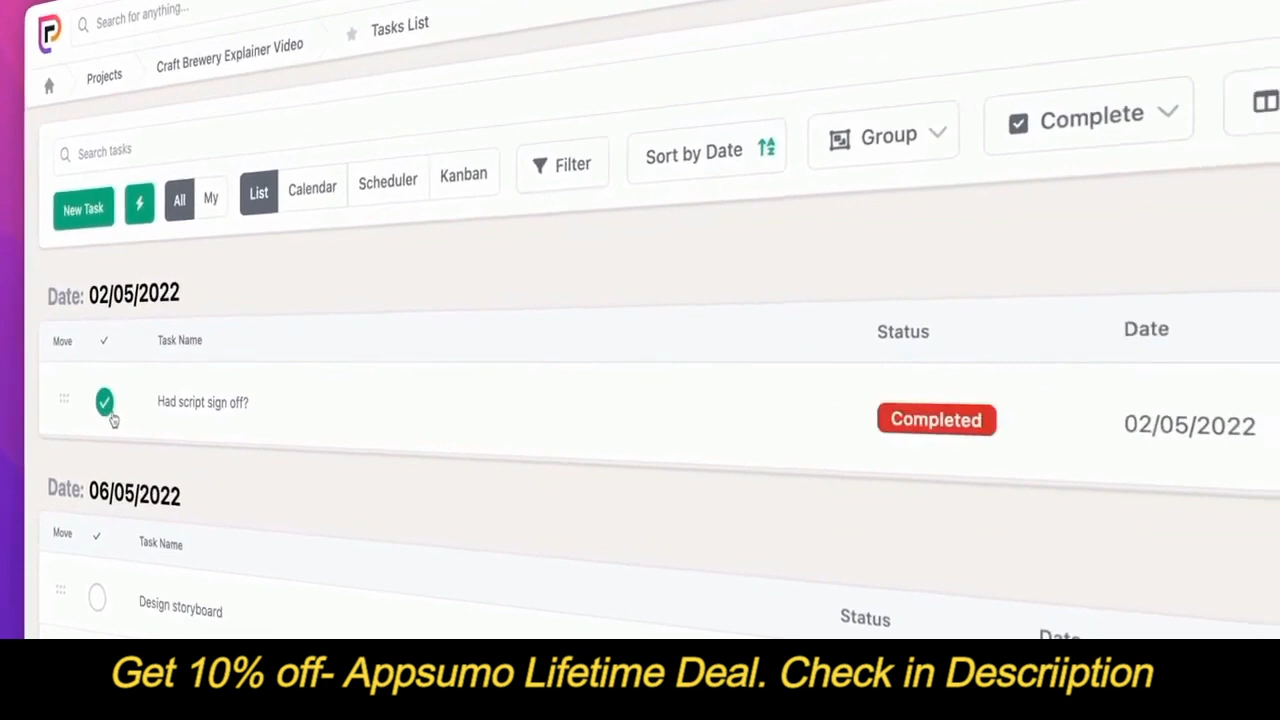 Search for anything...
Projects
Craft Brewery Explainer Video
Tasks List
Search tasks
New Task
All
My
List
Calendar
Scheduler
Kanban
Filter
Sort by Date
Group
Complete
Date: 02/05/2022
Move
Task Name
Status
Date
Had script sign off?
Completed
02/05/2022
Date: 06/05/2022
Move
Task Name
Status
Date
Design storyboard
Get 10% off- Appsumo Lifetime Deal. Check in Descriiption